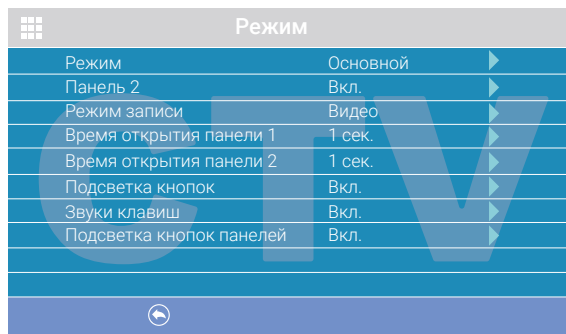 Режим
Режим Основной
Панель 2 Вкл.
Режим записи Видео
Время открытия панели 1 1 сек.
Время открытия панели 2 1 сек.
Подсветка кнопок Вкл.
Звуки клавиш Вкл.
Подсветка кнопок панелей Вкл.
CTV